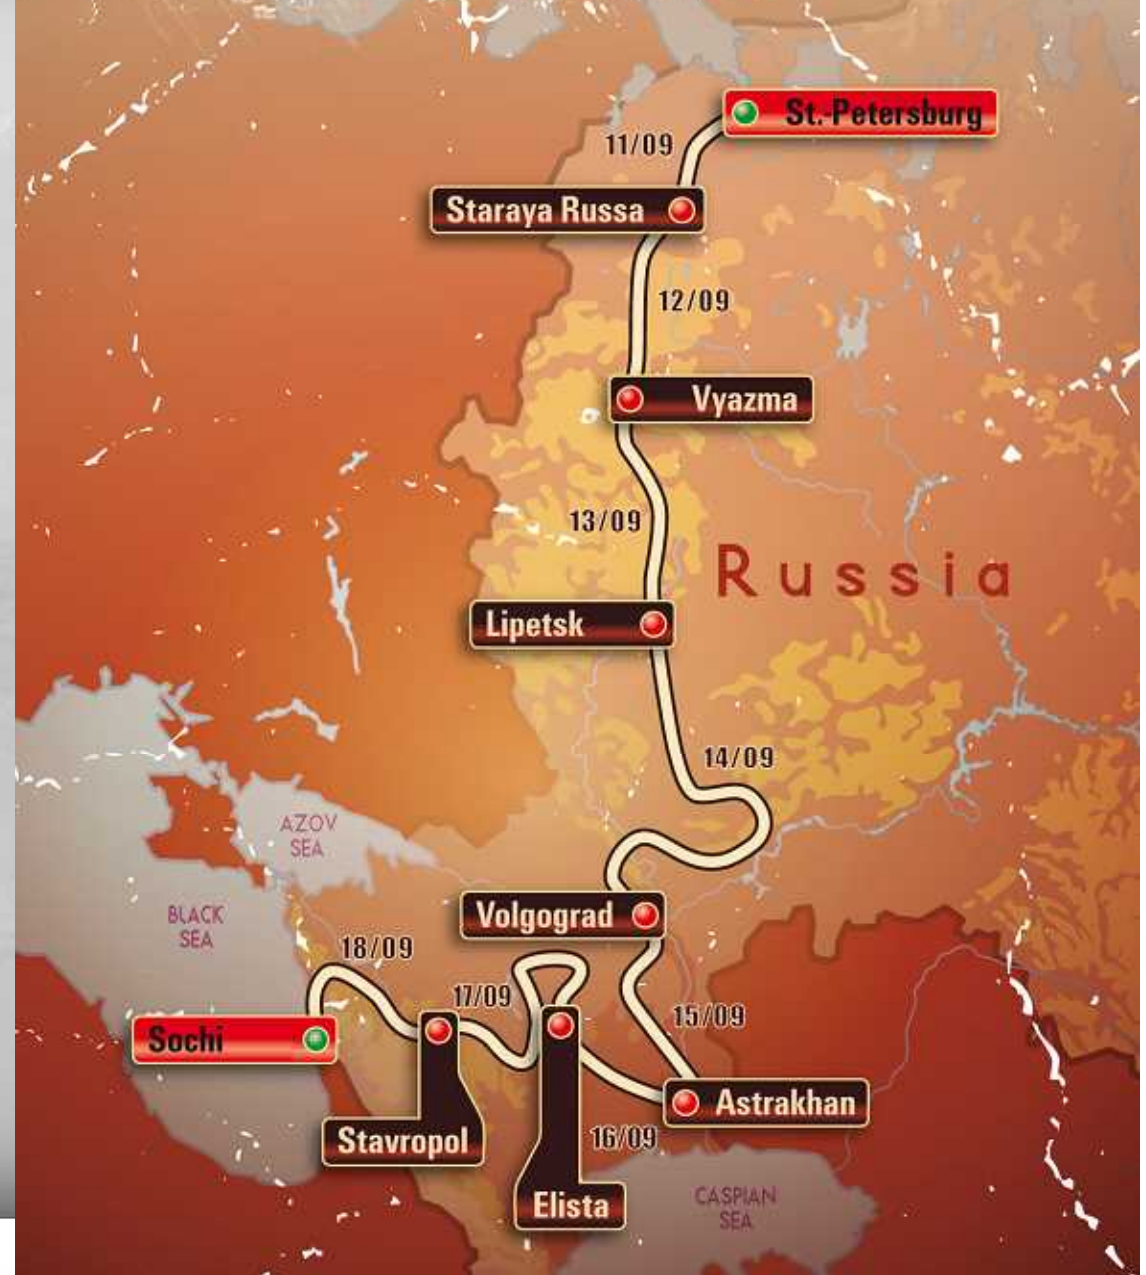 St.-Petersburg
11/09
Staraya Russa
12/09
Vyazma
13/09
Russia
Lipetsk
14/09
AZOV
SEA
BLACK
SEA
Volgograd
18/09
17/09
15/09
Sochi
Astrakhan
Stavropol
16/09
Elista
CASPIAN
SEA